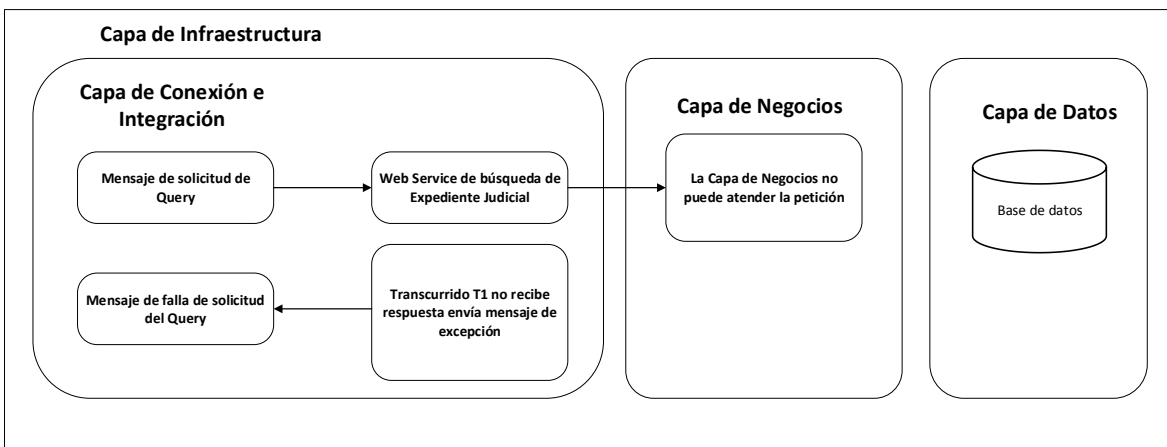 Capa de Infraestructura
Capa de Conexión e
Integración
Mensaje de solicitud de
Query
Web Service de búsqueda de
Expediente Judicial
Mensaje de falla de solicitud
del Query
Transcurrido T1 no recibe
respuesta envía mensaje de
excepción
Capa de Negocios
La Capa de Negocios no
puede atender la petición
Capa de Datos
Base de datos